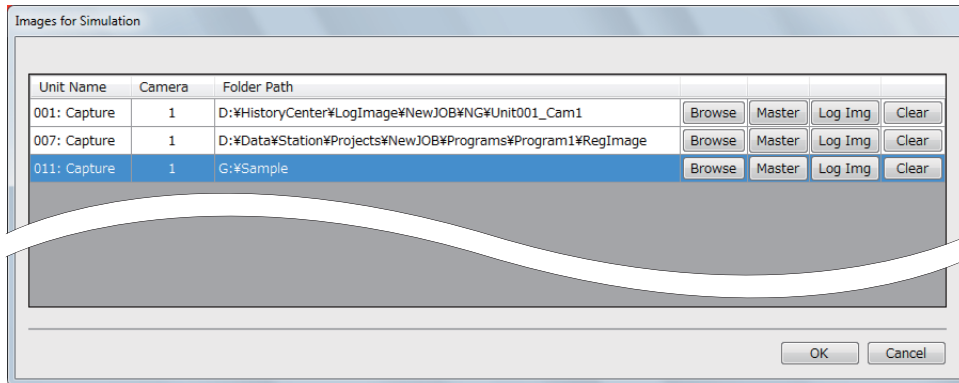 Images for Simulation
Unit Name Camera Folder Path
001: Capture 1 D:¥HistoryCenter¥LogImage¥NewJOB¥NG¥Unit001_Cam1 Browse Master Log Img Clear
007: Capture 1 D:¥Data¥Station¥Projects¥NewJOB¥Programs¥Program1¥RegImage Browse Master Log Img Clear
011: Capture 1 G:¥Sample Browse Master Log Img Clear
OK Cancel